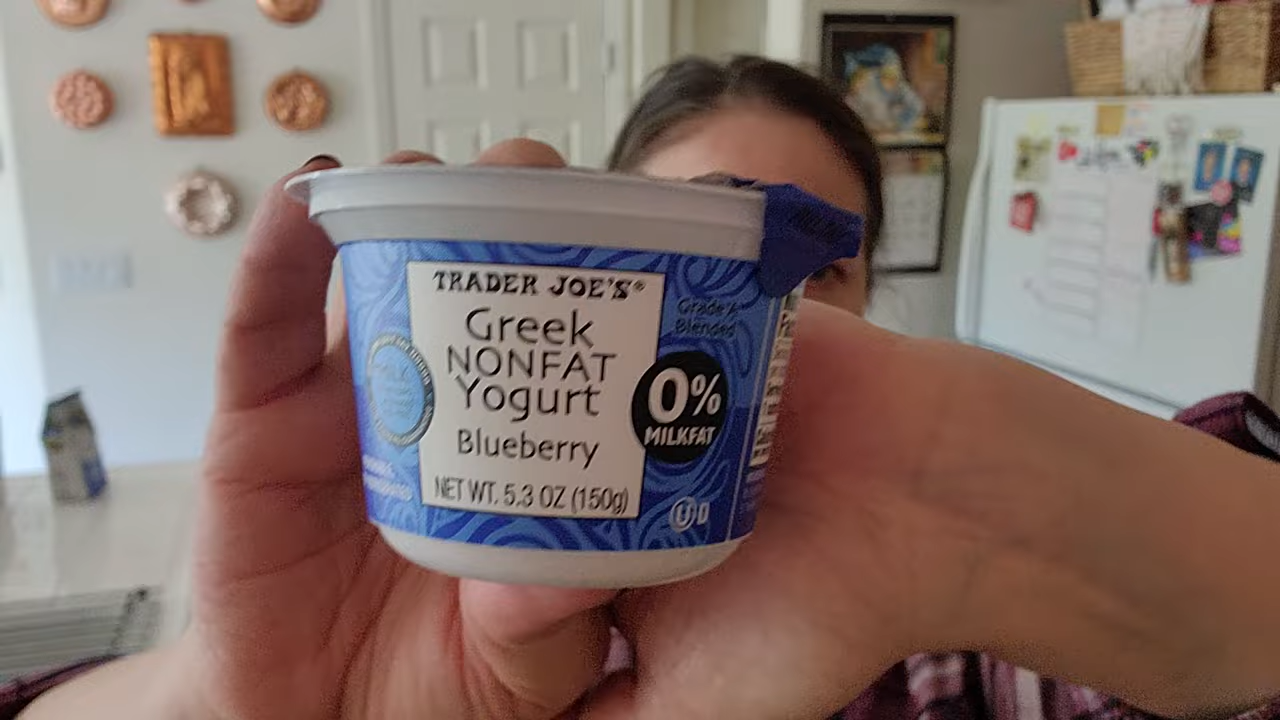 TRADER JOE'S®
Greek
NONFAT
Yogurt
Blueberry
NET WT. 5.3 OZ (150g)
Grade A
Blended
0%
MILKFAT
U D